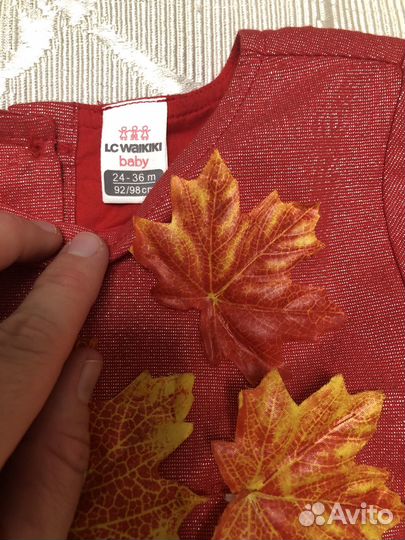 LC WAIKIKI
baby
24 - 36 m
92/98 cm
Avito